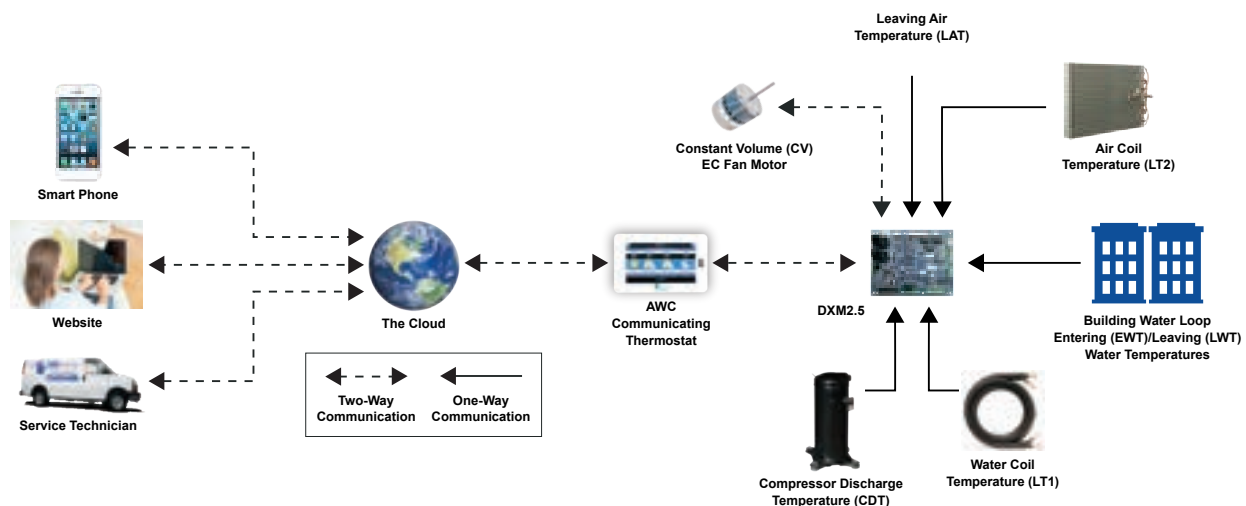 Leaving Air
Temperature (LAT)
Constant Volume (CV)
EC Fan Motor
Air Coil
Temperature (LT2)
Smart Phone
Website
The Cloud
AWC
Communicating
Thermostat
DXM2.5
Building Water Loop
Entering (EWT)/Leaving (LWT)
Water Temperatures
Service Technician
Two-Way
Communication
One-Way
Communication
Compressor Discharge
Temperature (CDT)
Water Coil
Temperature (LT1)